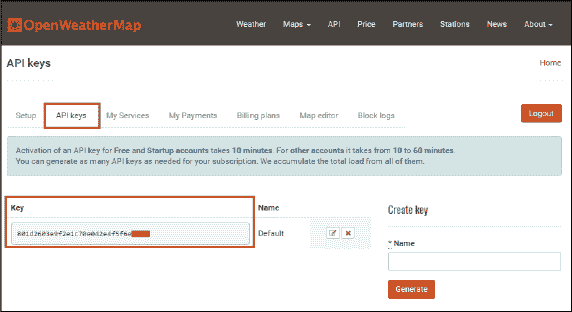 OpenWeatherMap
Weather Maps API Price Partners Stations News About
API keys
Home
Setup API keys My Services My Payments Billing plans Map editor Block logs
Logout
Activation of an API key for Free and Startup accounts takes 10 minutes. For other accounts it takes from 10 to 60 minutes.
You can generate as many API keys as needed for your subscription. We accumulate the total load from all of them.
Key Name
Default
Create key
* Name
Generate